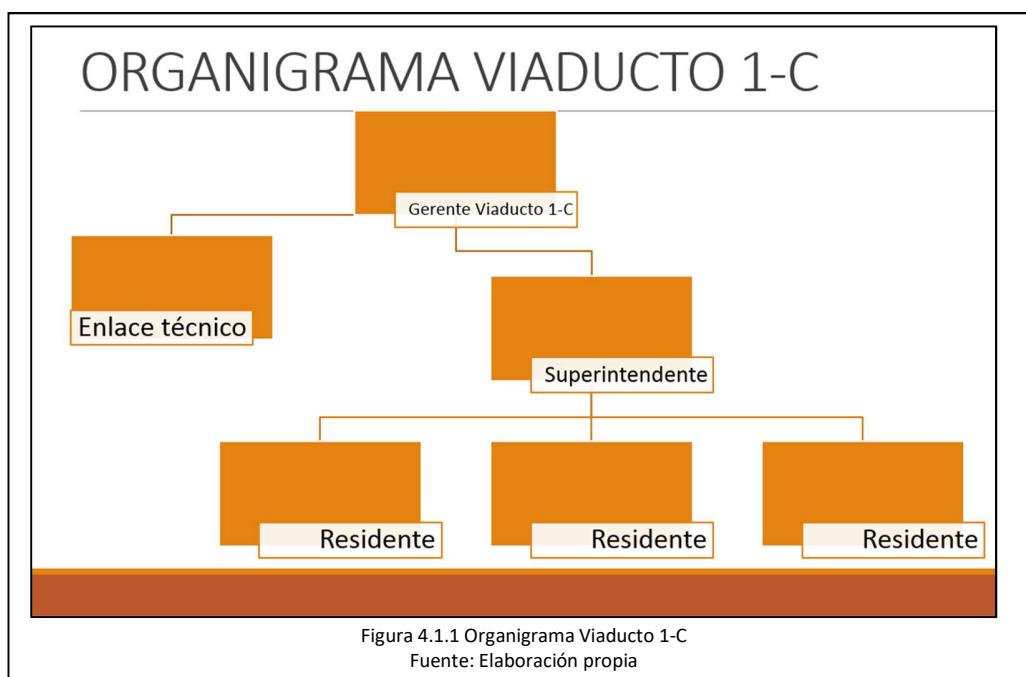 ORGANIGRAMA VIADUCTO 1-C
Gerente Viaducto 1-C
Enlace técnico
Superintendente
Residente
Residente
Residente
Figura 4.1.1 Organigrama Viaducto 1-C
Fuente: Elaboración propia